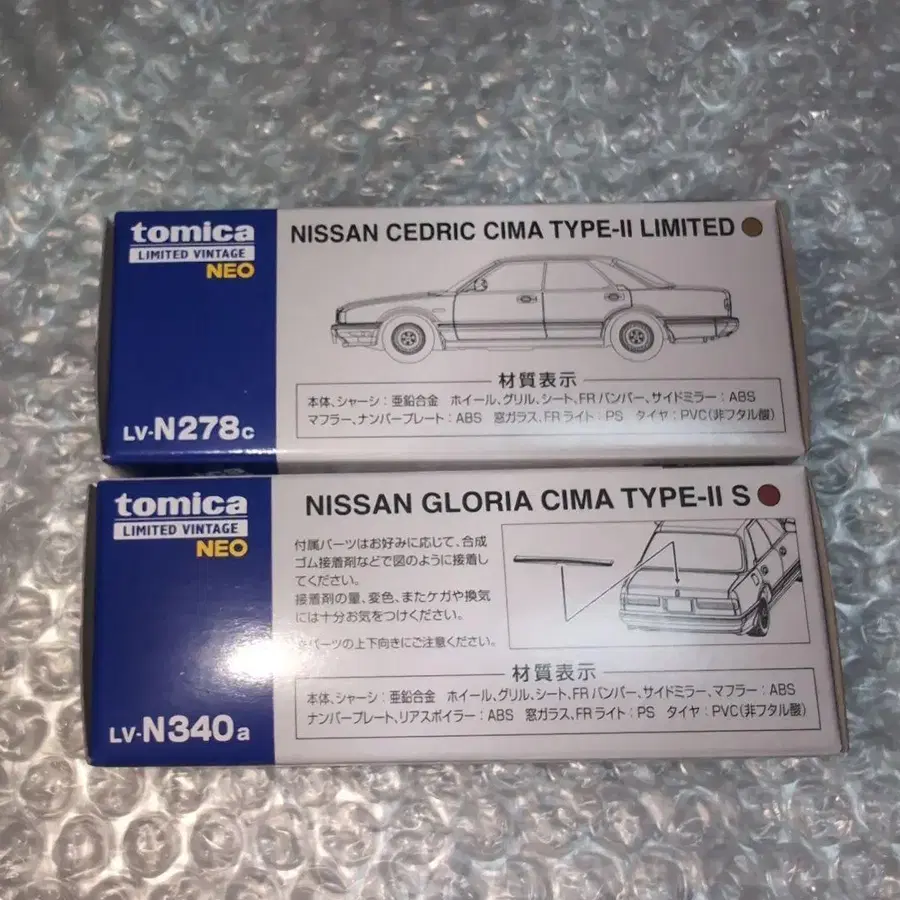 tomica
LIMITED VINTAGE
NEO
NISSAN CEDRIC CIMA TYPE-II LIMITED
材質表示
本体、シャーシ：亜鉛合金 ホイール、グリル、シート、FRバンパー、サイドミラー：ABS
マフラー、ナンバープレート：ABS 窓ガラス、FRライト：PS タイヤ：PVC(非フタル酸)
LV-N278c
tomica
LIMITED VINTAGE
NEO
NISSAN GLORIA CIMA TYPE-II S
付属パーツはお好みに応じて、合成
ゴム接着剤などで図のように接着し
てください。
接着剤の量、変色、またケガや換気
には十分お気をつけください。
パーツの上下向きにご注意ください。
材質表示
本体、シャーシ：亜鉛合金 ホイール、グリル、シート、FRバンパー、サイドミラー、マフラー：ABS
ナンバープレート、リアスポイラー：ABS 窓ガラス、FRライト：PS タイヤ：PVC(非フタル酸)
LV-N340a